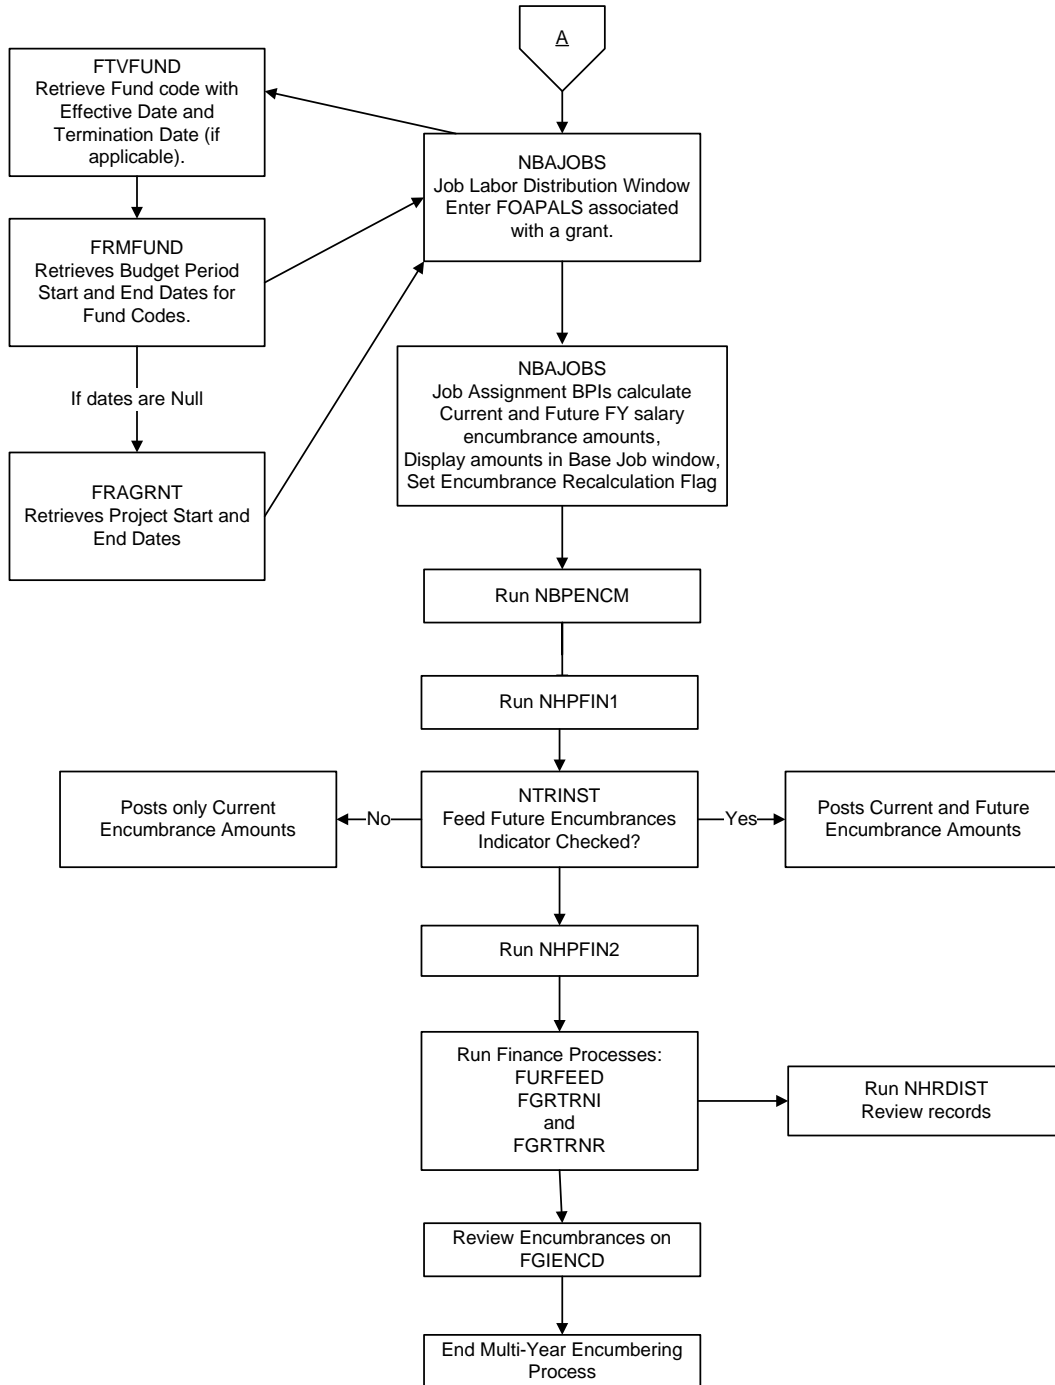 A
FTVFUND
Retrieve Fund code with
Effective Date and
Termination Date (if
applicable).
NBAJOBS
Job Labor Distribution Window
Enter FOAPALS associated
with a grant.
FRMFUND
Retrieves Budget Period
Start and End Dates for
Fund Codes.
If dates are Null
FRAGRNT
Retrieves Project Start and
End Dates
NBAJOBS
Job Assignment BPIs calculate
Current and Future FY salary
encumbrance amounts,
Display amounts in Base Job window,
Set Encumbrance Recalculation Flag
Run NBPENCM
Run NHPFIN1
Posts only Current
Encumbrance Amounts
No
NTRINST
Feed Future Encumbrances
Indicator Checked?
Yes
Posts Current and Future
Encumbrance Amounts
Run NHPFIN2
Run Finance Processes:
FURFEED
FGRTRNI
and
FGRTRNR
Run NHRDIST
Review records
Review Encumbrances on
FGIENCD
End Multi-Year Encumbering
Process